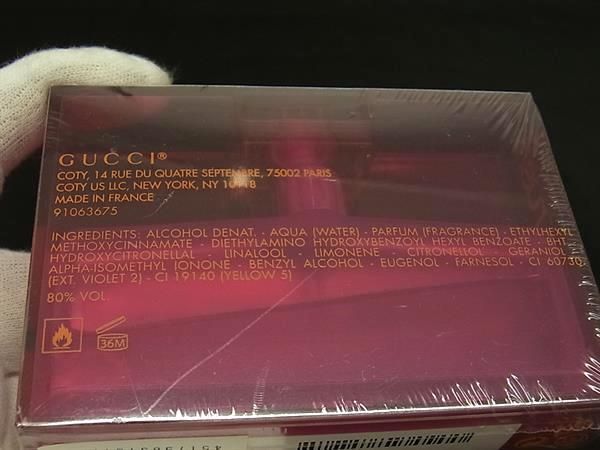 GUCCI®
COTY, 14 RUE DU QUATRE SEPTEMBRE, 75002 PARIS
COTY US LLC, NEW YORK, NY 10118
MADE IN FRANCE
91063675
INGREDIENTS: ALCOHOL DENAT. - AQUA (WATER) - PARFUM (FRAGRANCE) - ETHYLHEXYL
METHOXYCINNAMATE - DIETHYLAMINO HYDROXYBENZOYL HEXYL BENZOATE - BHT
HYDROXYCITRONELLAL - LINALOOL - LIMONENE - CITRONELLOL - GERANIOL
ALPHA-ISOMETHYL IONONE - BENZYL ALCOHOL - EUGENOL - FARNESOL - CI 60730
(EXT. VIOLET 2) - CI 19140 (YELLOW 5)
80% VOL.
36M